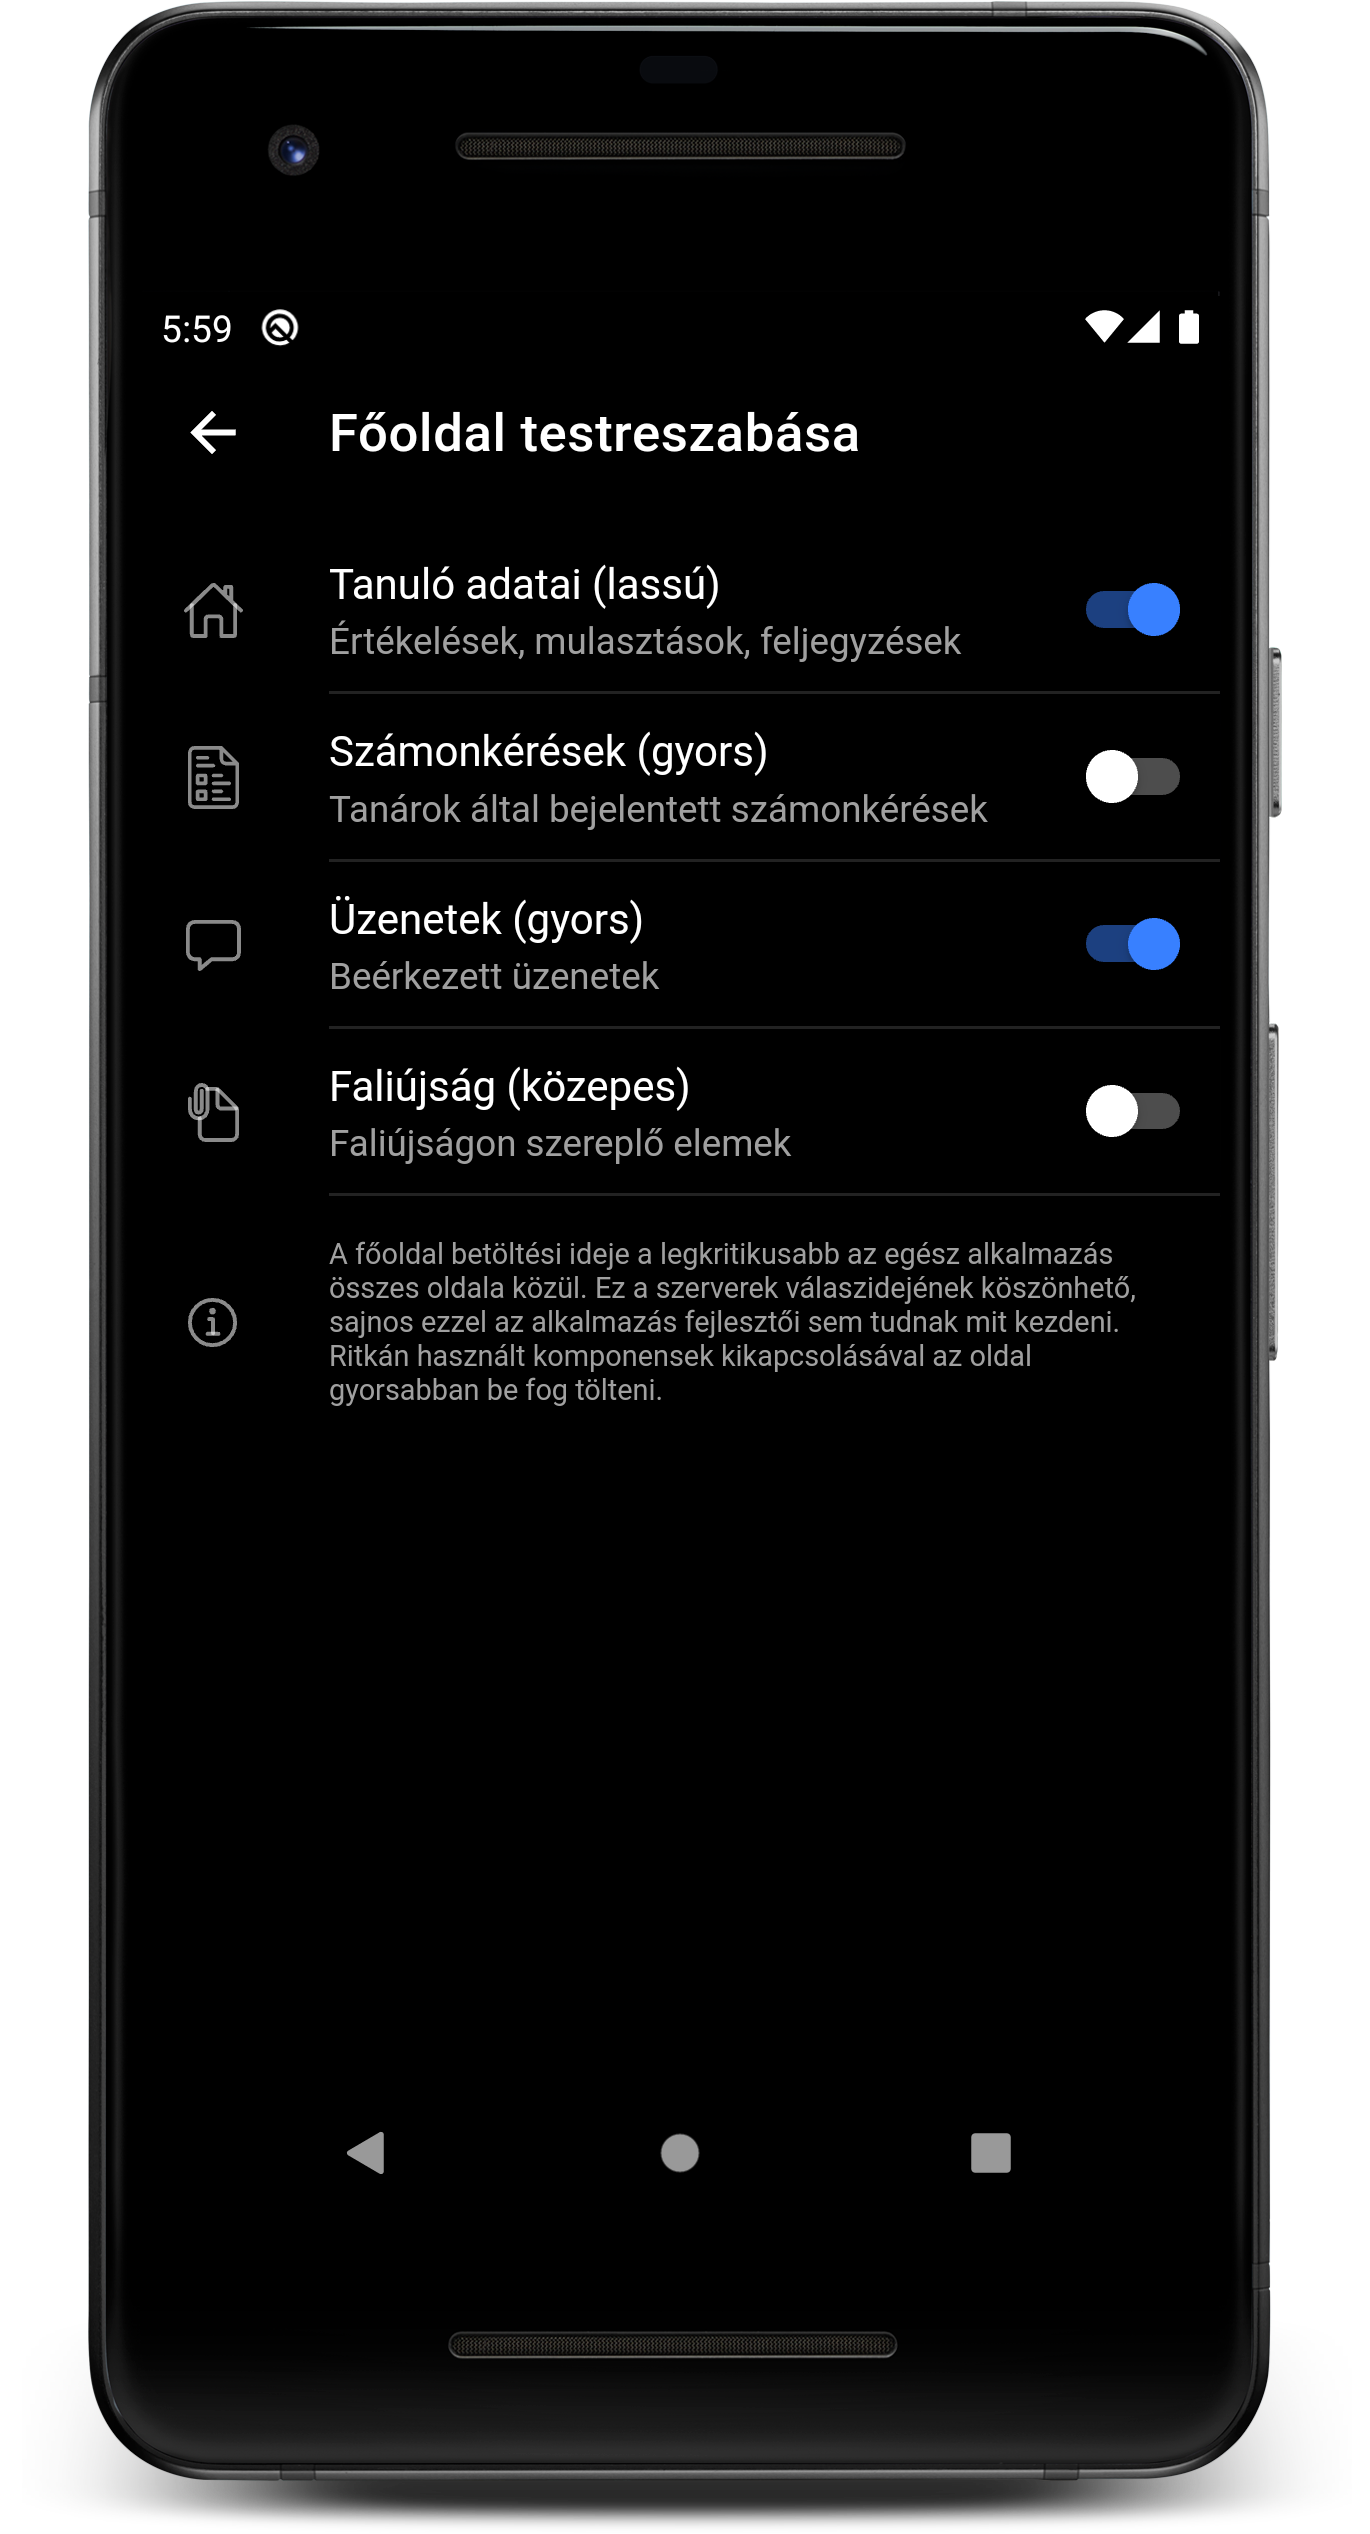 5:59
Főoldal testreszabása
Tanuló adatai (lassú)
Értékelések, mulasztások, feljegyzések
Számonkérések (gyors)
Tanárok által bejelentett számonkérések
Üzenetek (gyors)
Beérkezett üzenetek
Faliújság (közepes)
Faliújságon szereplő elemek
A főoldal betöltési ideje a legkritikusabb az egész alkalmazás
összes oldala közül. Ez a szerverek válaszidejének köszönhető,
sajnos ezzel az alkalmazás fejlesztői sem tudnak mit kezdeni.
Ritkán használt komponensek kikapcsolásával az oldal
gyorsabban be fog tölteni.